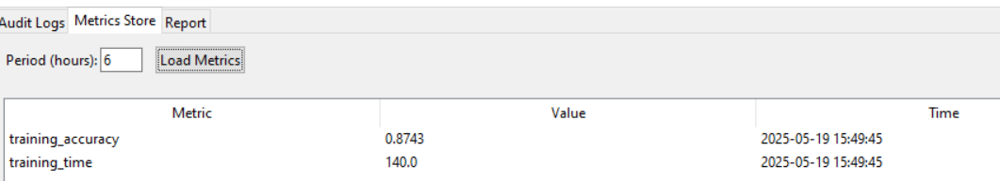 Audit Logs Metrics Store Report
Period (hours): 6 Load Metrics
Metric Value Time
training_accuracy 0.8743 2025-05-19 15:49:45
training_time 140.0 2025-05-19 15:49:45